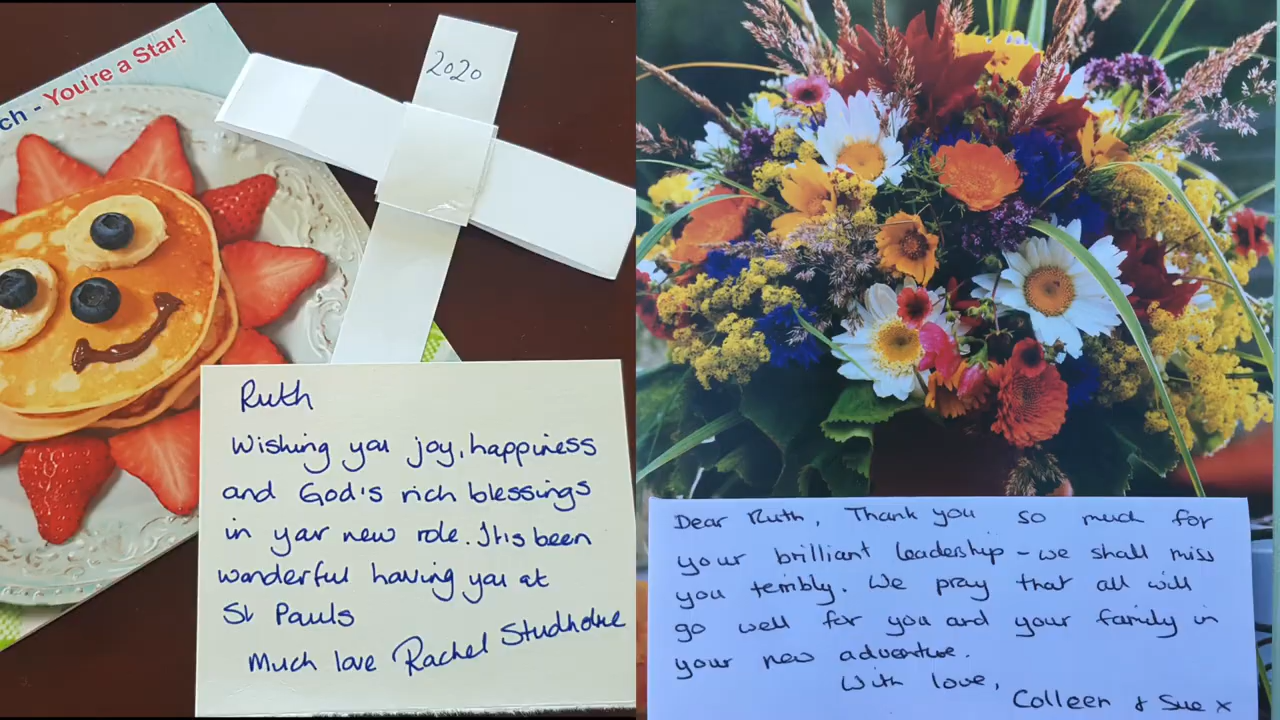 ch - You're a Star!
2020
Ruth
Wishing you joy, happiness
and God's rich blessings
in your new role. It is been
wonderful having you at
St Pauls
Much love Rachel Studholme
Dear Ruth, Thank you so much for
your brilliant leadership - we shall miss
you terribly. We pray that all will
go well for you and your family in
your new adventure.
With love,
Colleen & Sue x